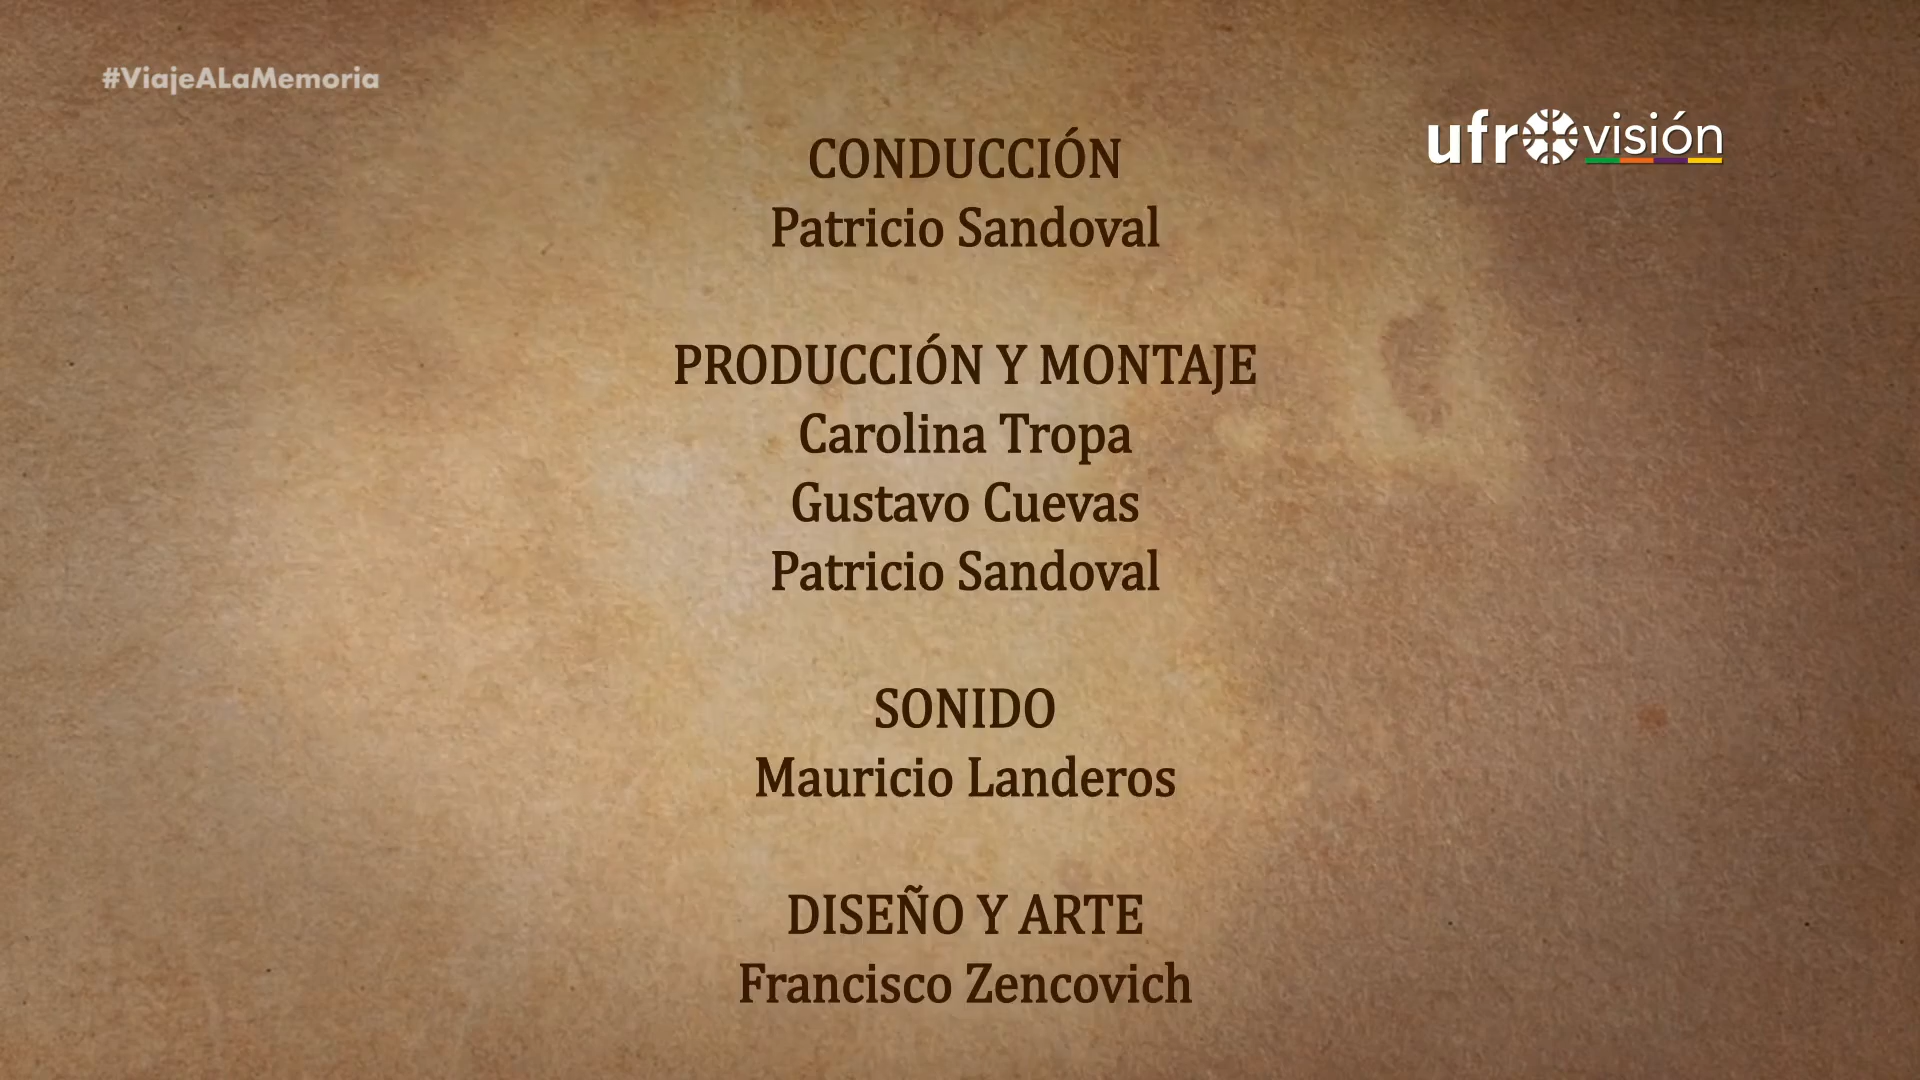 #ViajeALaMemoria
ufrovisión
CONDUCCIÓN
Patricio Sandoval
PRODUCCIÓN Y MONTAJE
Carolina Tropa
Gustavo Cuevas
Patricio Sandoval
SONIDO
Mauricio Landeros
DISEÑO Y ARTE
Francisco Zencovich